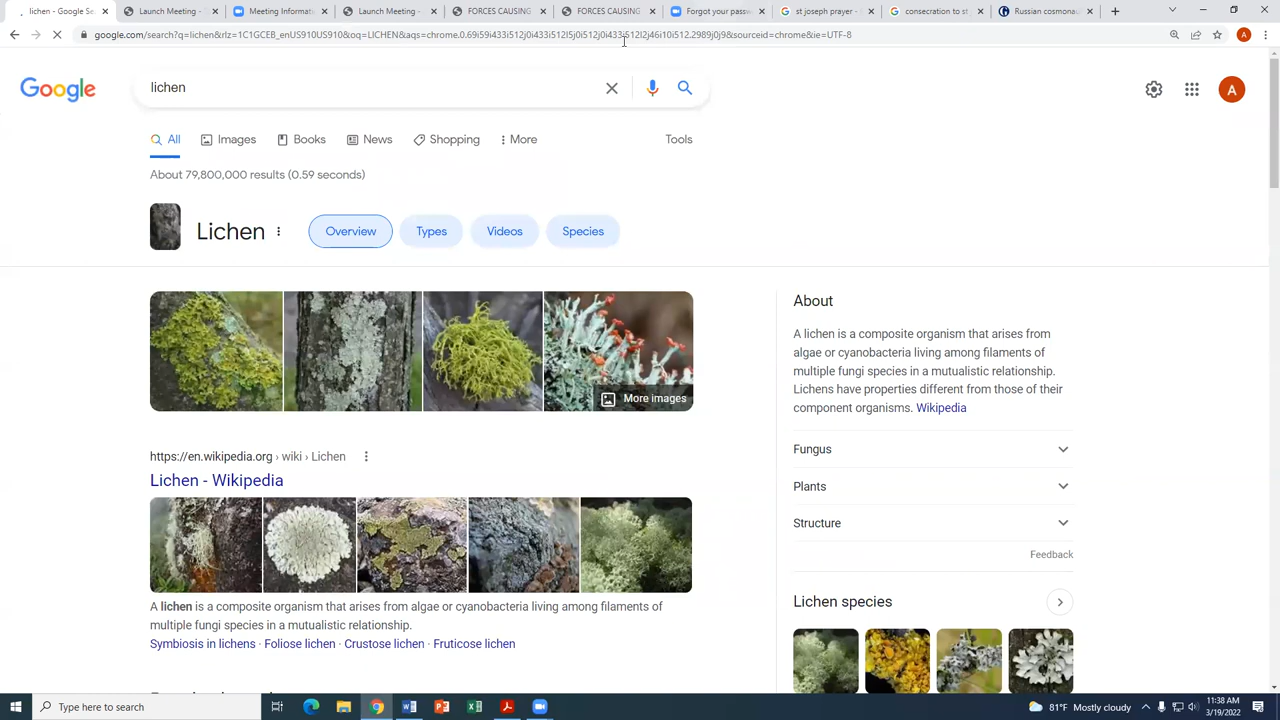 lichen - Google Se
Launch Meeting -
Meeting Informati
Launch Meeting -
FORCES CAUSING
FORCES CAUSING
Forgot your passw
st joseph prayer - S
consecration to st j
Russian cosmonau
google.com/search?q=lichen&rlz=1C1GCEB_enUS910US910&oq=LICHEN&aqs=chrome.0.69i59i433i512j0i433i512l5j0i512j0i433i512l2j46i10i512.2989j0j9&sourceid=chrome&ie=UTF-8
A
Google
lichen
A
All
Images
Books
News
Shopping
More
Tools
About 79,800,000 results (0.59 seconds)
Lichen
Overview
Types
Videos
Species
More images
About
A lichen is a composite organism that arises from
algae or cyanobacteria living among filaments of
multiple fungi species in a mutualistic relationship.
Lichens have properties different from those of their
component organisms. Wikipedia
Fungus
Plants
Structure
Feedback
https://en.wikipedia.org › wiki › Lichen
Lichen - Wikipedia
A lichen is a composite organism that arises from algae or cyanobacteria living among filaments of
multiple fungi species in a mutualistic relationship.
Symbiosis in lichens · Foliose lichen · Crustose lichen · Fruticose lichen
Lichen species
Type here to search
81°F Mostly cloudy
11:38 AM
3/19/2022